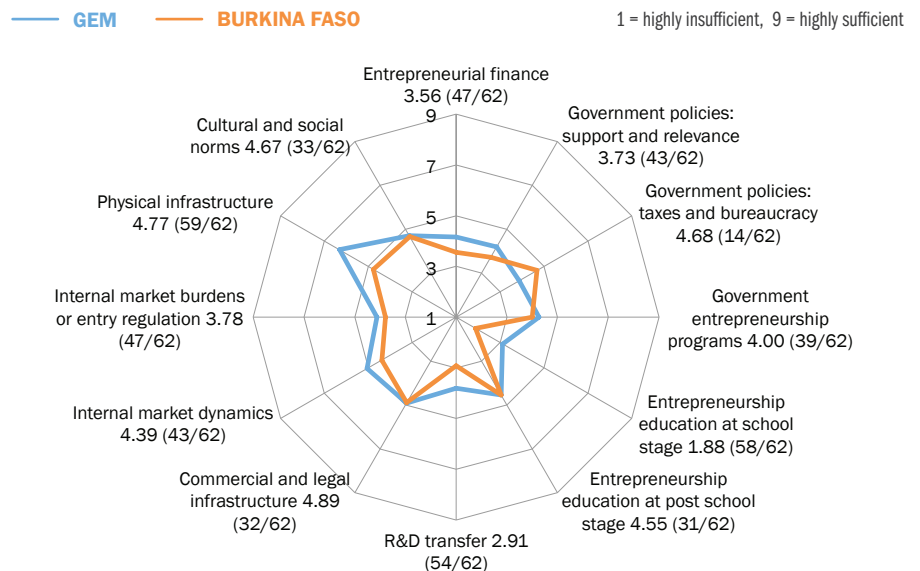 GEM BURKINA FASO 1 = highly insufficient, 9 = highly sufficient
Entrepreneurial finance
3.56 (47/62)
Government policies:
support and relevance
3.73 (43/62)
Government policies:
taxes and bureaucracy
4.68 (14/62)
Government
entrepreneurship
programs 4.00 (39/62)
Entrepreneurship
education at school
stage 1.88 (58/62)
Entrepreneurship
education at post school
stage 4.55 (31/62)
R&D transfer 2.91
(54/62)
Commercial and legal
infrastructure 4.89
(32/62)
Internal market dynamics
4.39 (43/62)
Internal market burdens
or entry regulation 3.78
(47/62)
Physical infrastructure
4.77 (59/62)
Cultural and social
norms 4.67 (33/62)
9
7
5
3
1